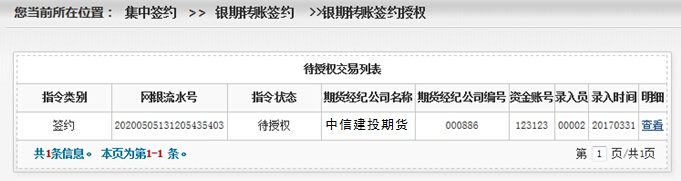 您当前所在位置： 集中签约 >> 银期转账签约 >>银期转账签约授权
待授权交易列表
指令类别 网银流水号 指令状态 期货经纪公司名称 期货经纪公司编号 资金账号 录入员 录入时间 明细
签约 20200505131205435403 待授权 中信建投期货 000886 123123 00002 20170331 查看
共1条信息。 本页为第1-1 条。 第 1 页/共1页